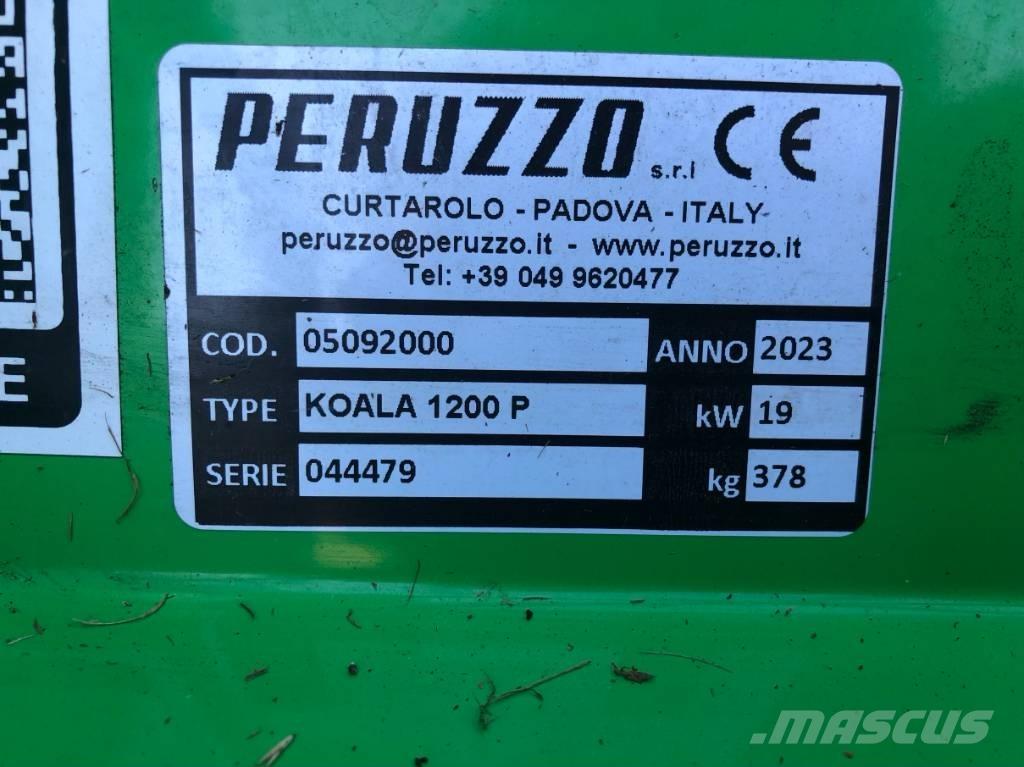 PERUZZO s.r.l CE
CURTAROLO - PADOVA - ITALY
peruzzo@peruzzo.it - www.peruzzo.it
Tel: +39 049 9620477
COD. 05092000 ANNO 2023
TYPE KOALA 1200 P kW 19
SERIE 044479 kg 378
E
MASCUS